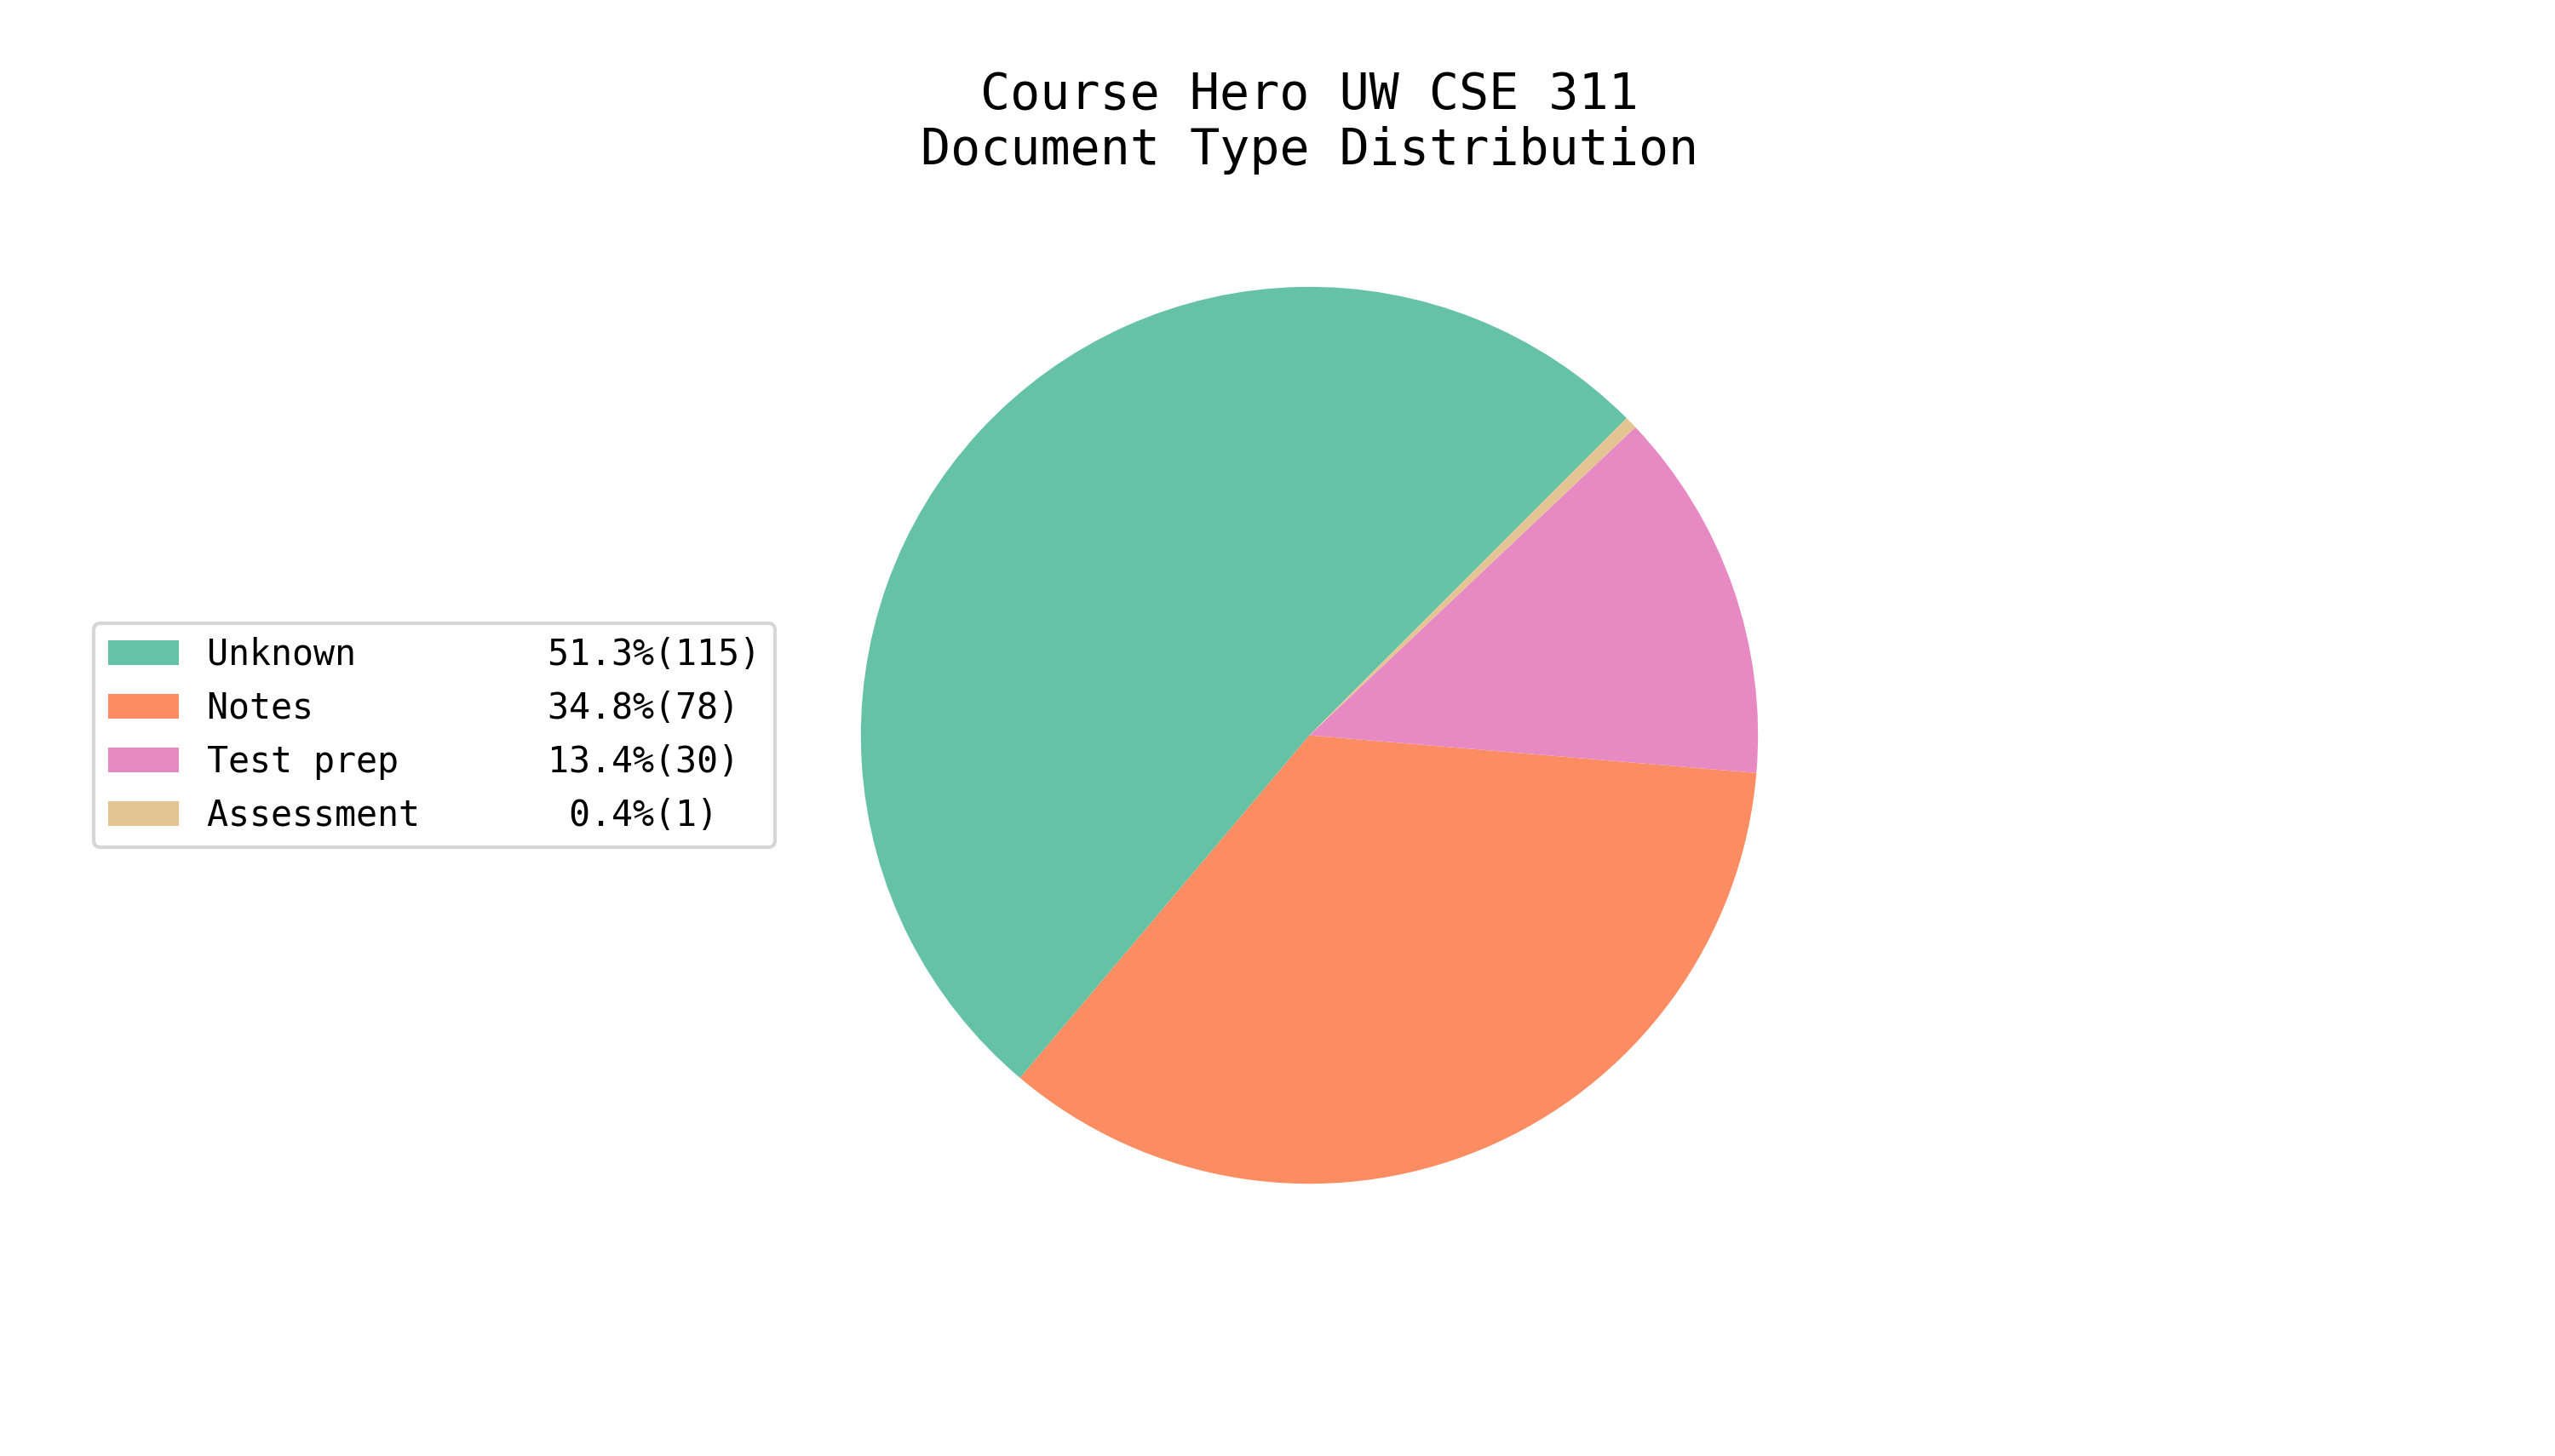 Course Hero UW CSE 311
Document Type Distribution
Unknown 51.3%(115)
Notes 34.8%(78)
Test prep 13.4%(30)
Assessment 0.4%(1)